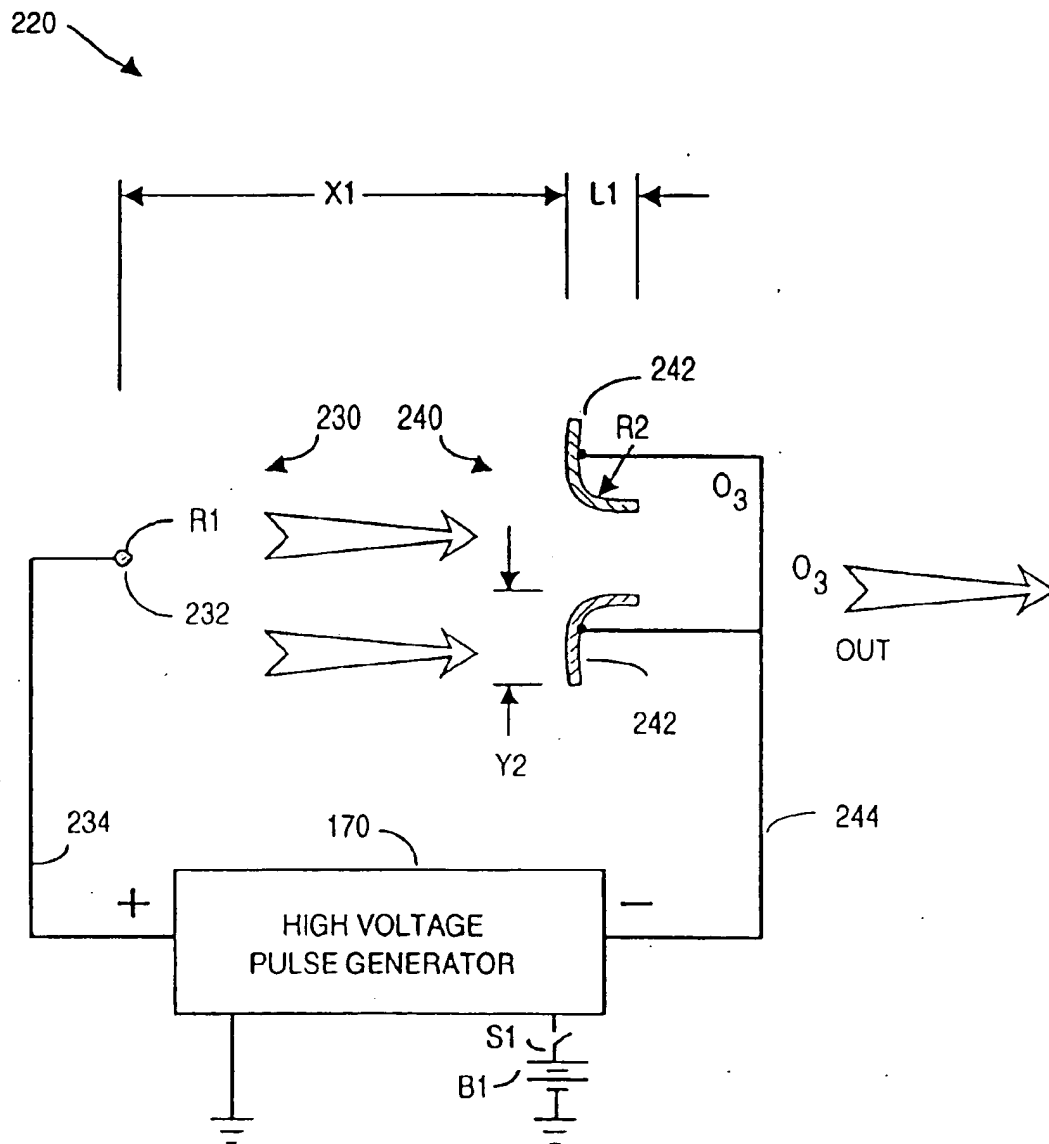 220
X1
L1
242
230
240
R2
O3
R1
232
O3
OUT
242
Y2
234
170
244
+
−
HIGH VOLTAGE
PULSE GENERATOR
S1
B1